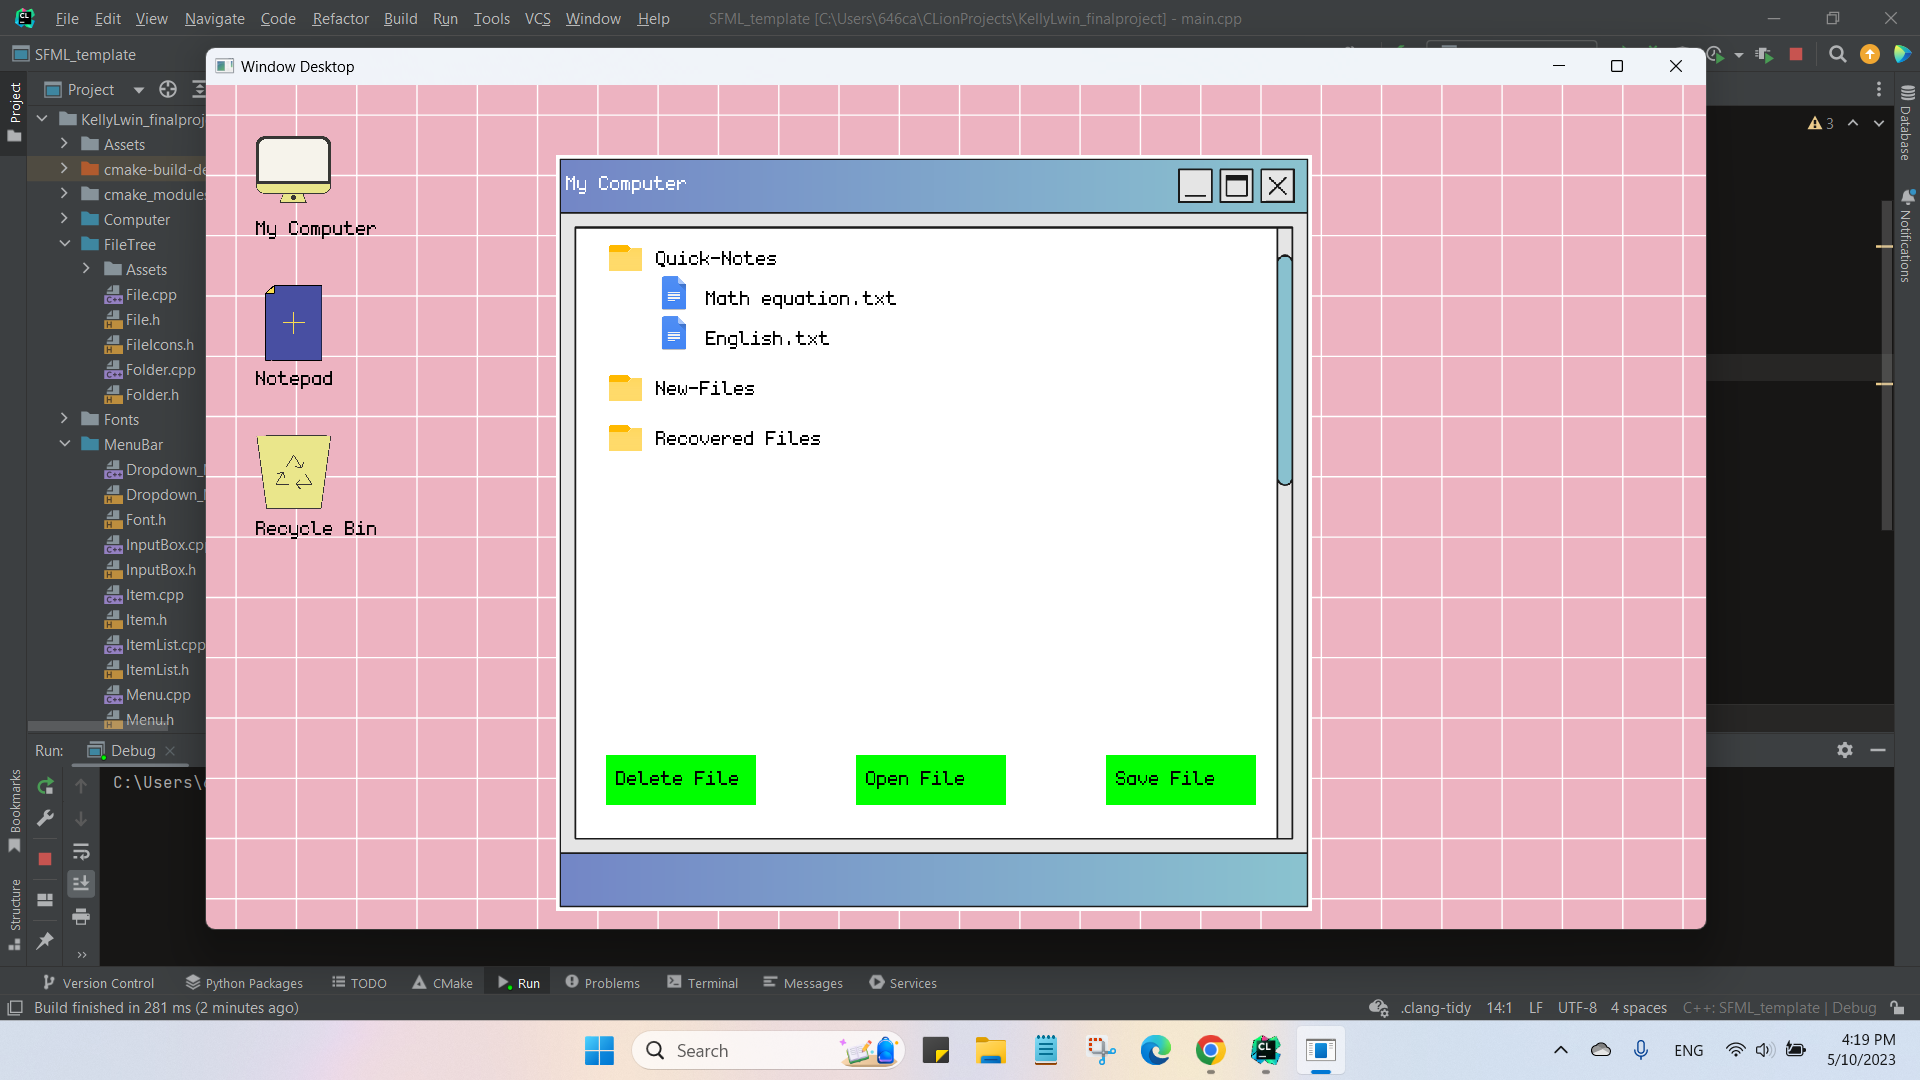 File Edit View Navigate Code Refactor Build Run Tools VCS Window Help SFML_template [C:\Users\646ca\CLionProjects\KellyLwin_finalproject] - main.cpp
SFML_template
Window Desktop
Project
Project
KellyLwin_finalproj
Assets
cmake-build-de
cmake_modules
Computer
FileTree
Assets
File.cpp
File.h
FileIcons.h
Folder.cpp
Folder.h
Fonts
MenuBar
Dropdown_
Dropdown_
Font.h
InputBox.cpp
InputBox.h
Item.cpp
Item.h
ItemList.cpp
ItemList.h
Menu.cpp
Menu.h
My Computer
Notepad
Recycle Bin
My Computer
Quick-Notes
Math equation.txt
English.txt
New-Files
Recovered Files
Delete File Open File Save File
3
Database
Notifications
Run: Debug
C:\Users\
Bookmarks
Structure
Version Control Python Packages TODO CMake Run Problems Terminal Messages Services
Build finished in 281 ms (2 minutes ago) .clang-tidy 14:1 LF UTF-8 4 spaces C++: SFML_template | Debug
Search
CL
ENG
4:19 PM
5/10/2023